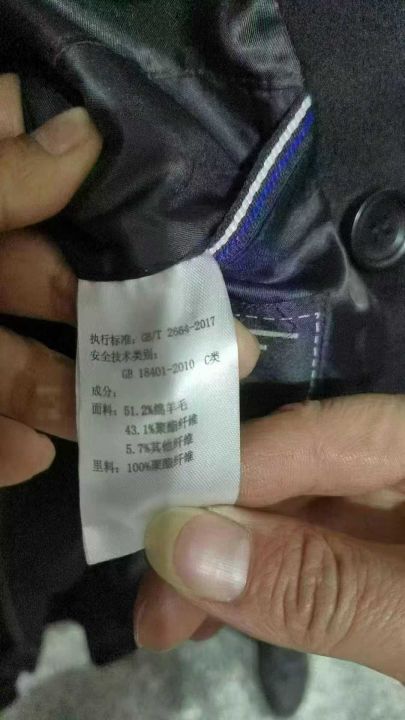 执行标准：GB/T 2664-2017
安全技术类别：
GB 18401-2010 C类
成分：
面料：51.2%绵羊毛
43.1%聚酯纤维
5.7%其他纤维
里料：100%聚酯纤维